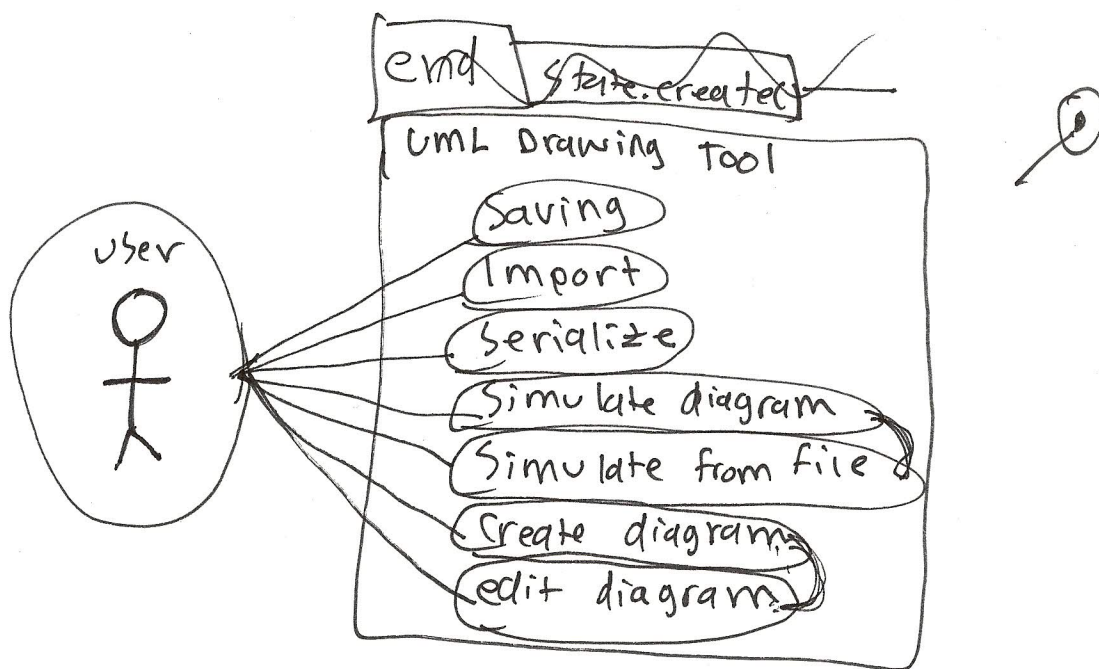 end
state.created
UML Drawing Tool
user
Saving
Import
Serialize
Simulate diagram
Simulate from file
Create diagram
edit diagram